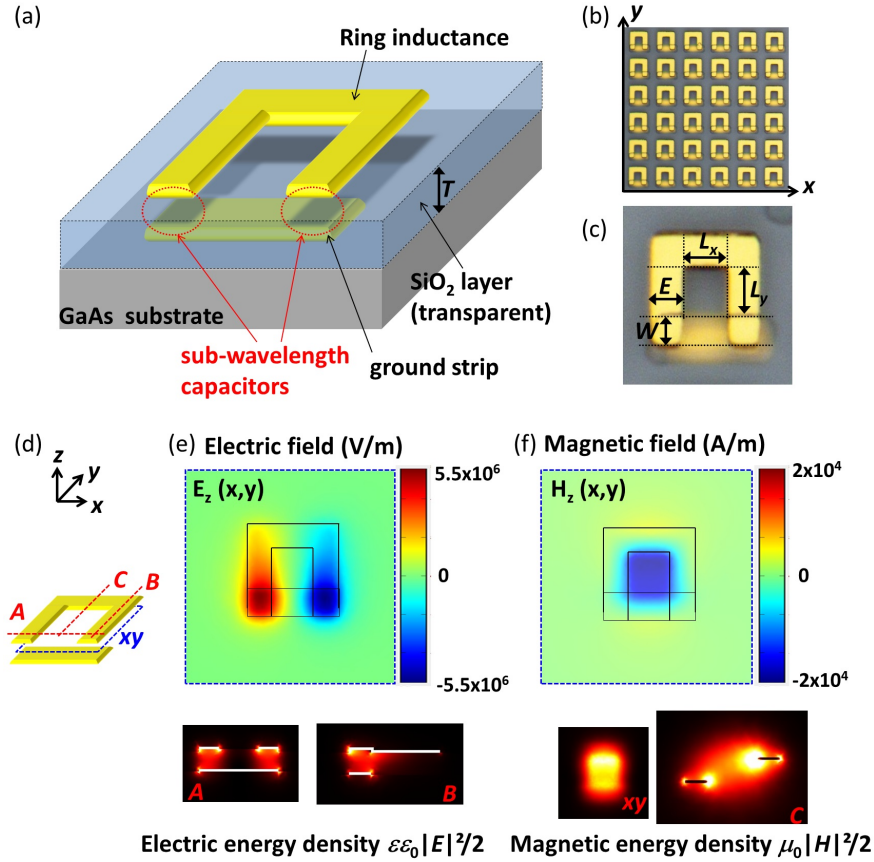 (a)
Ring inductance
T
SiO2 layer
(transparent)
GaAs substrate
sub-wavelength
capacitors
ground strip
(b)
y
x
(c)
Lx
E
Ly
W
(d)
z
y
x
A
C
B
xy
(e) Electric field (V/m)
Ez (x,y)
5.5x10^6
0
-5.5x10^6
A
B
Electric energy density εε0|E|²/2
(f) Magnetic field (A/m)
Hz (x,y)
2x10^4
0
-2x10^4
xy
C
Magnetic energy density μ0|H|²/2